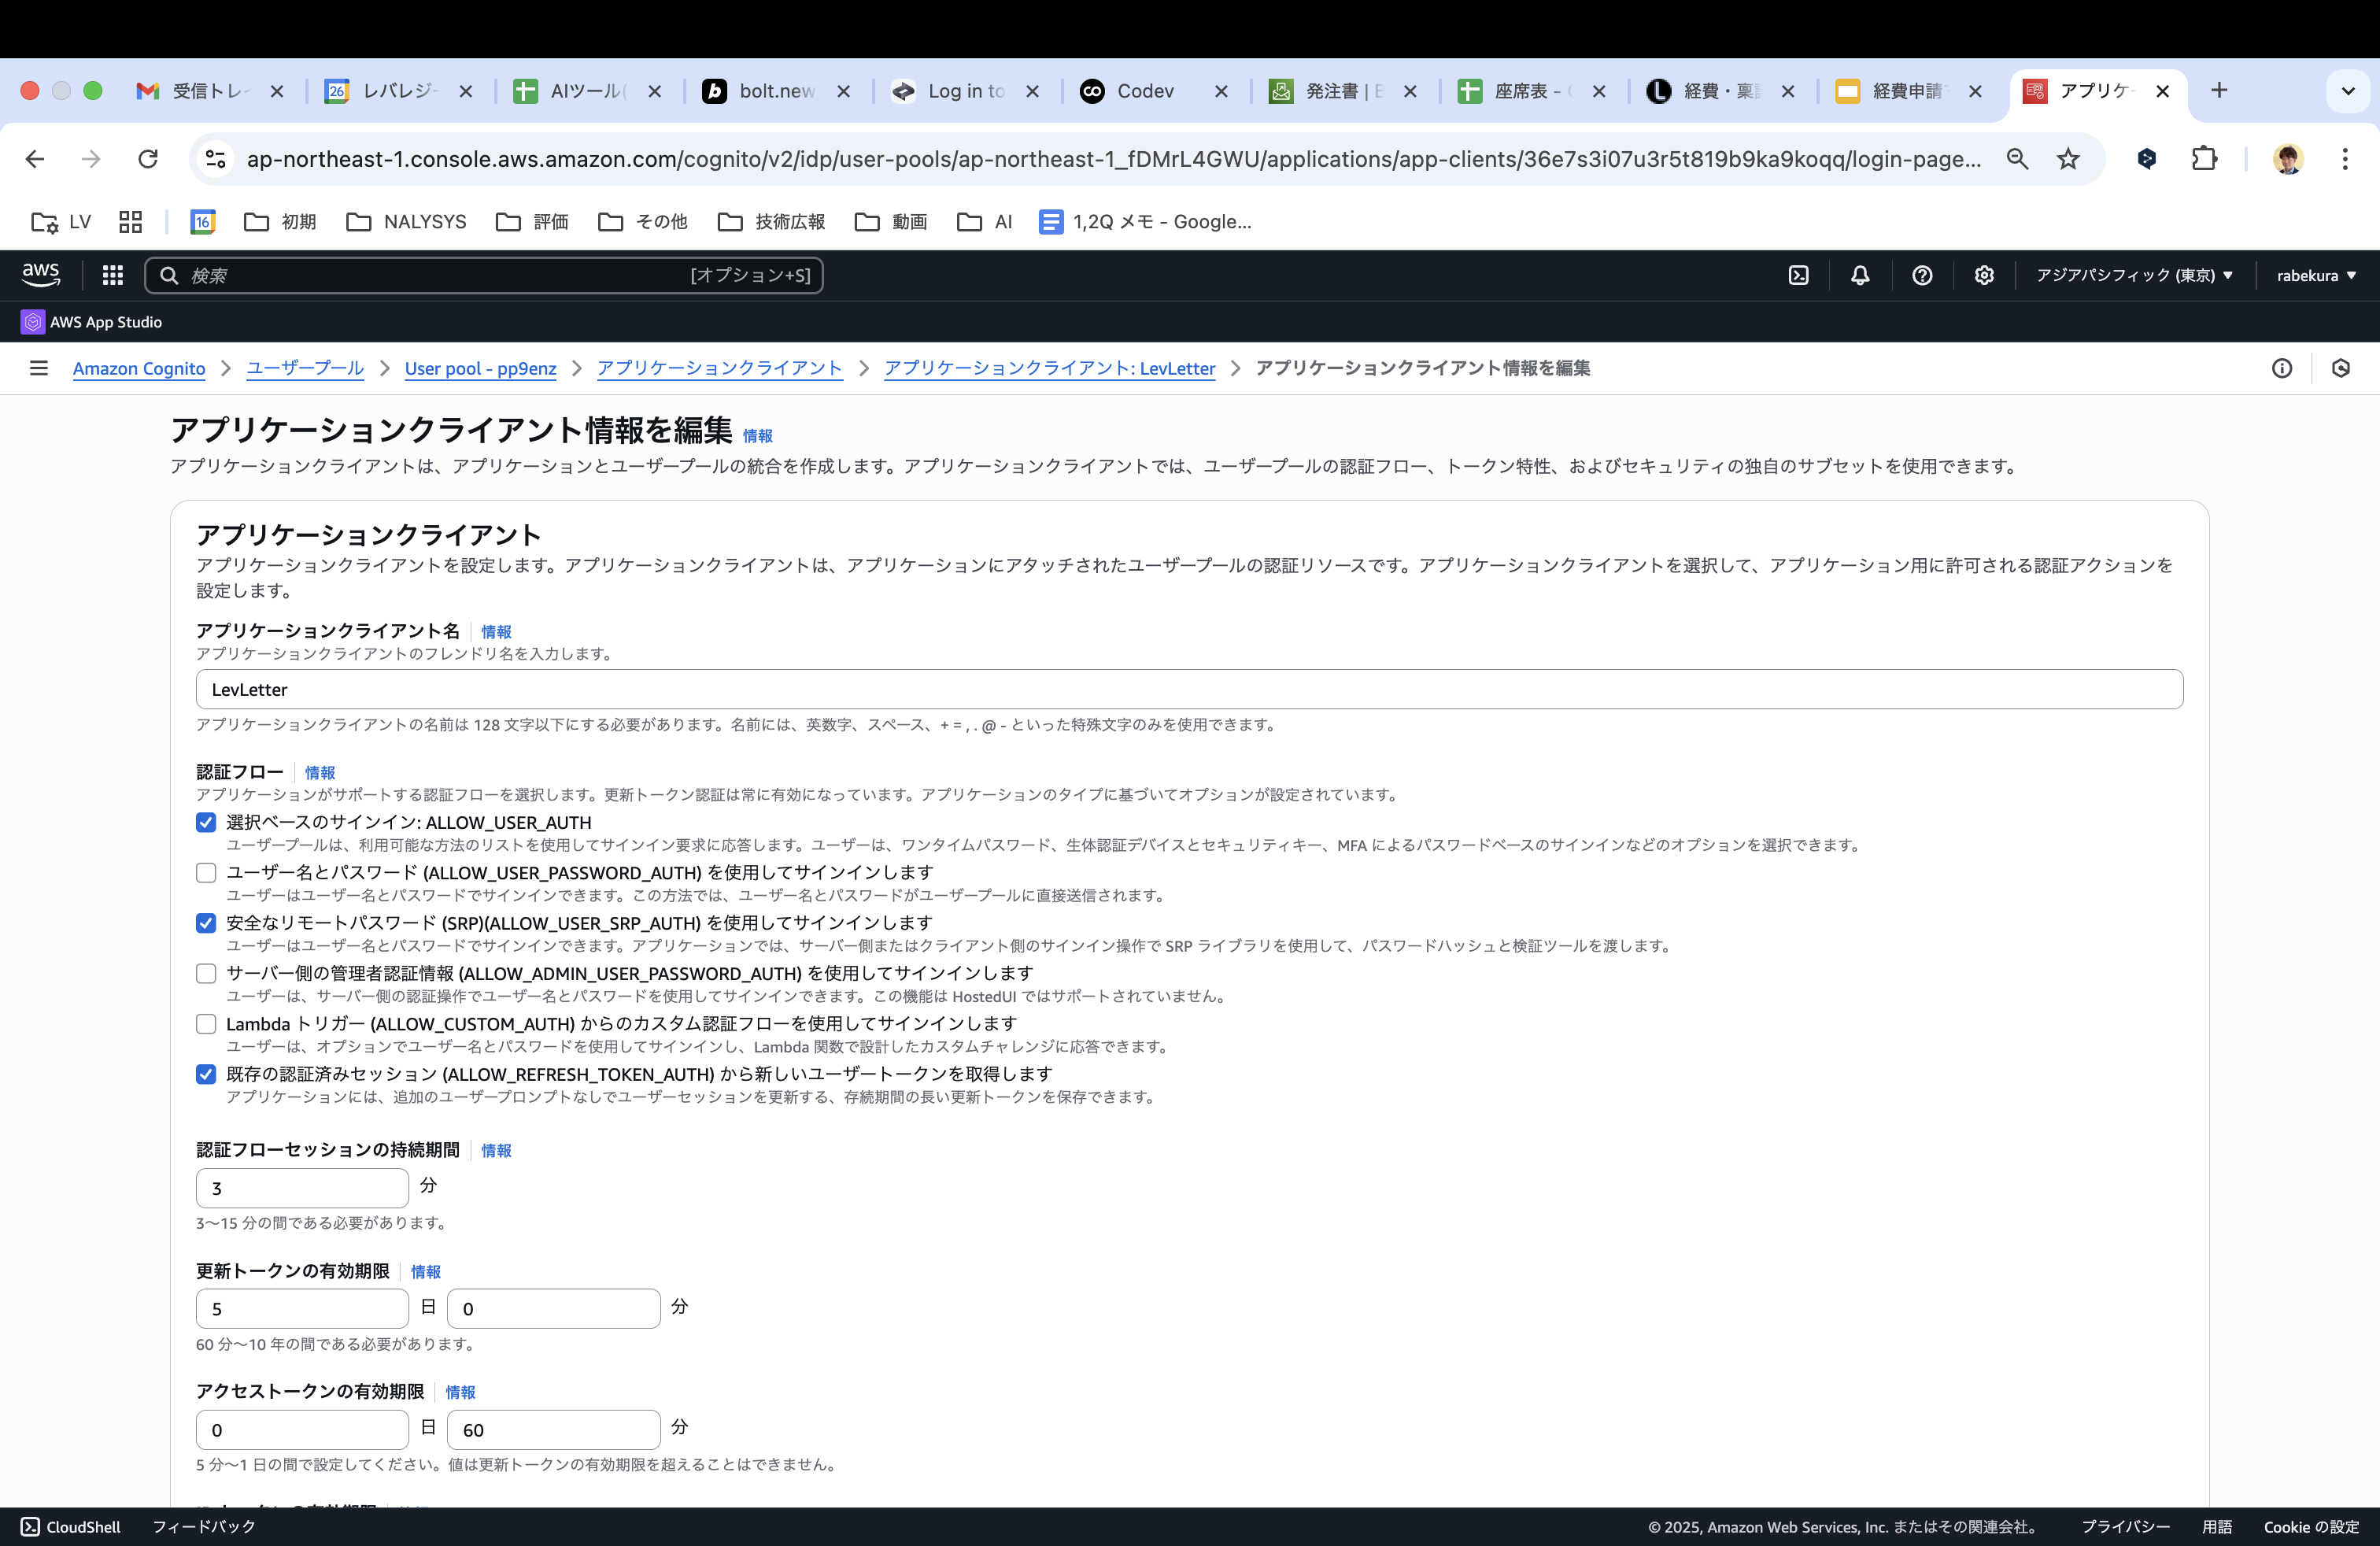 受信トレ
26 レバレジ
AIツール(
bolt.new
Log in to
Codev
発注書 | B
座席表 -
経費・稟
経費申請
アプリケ
ap-northeast-1.console.aws.amazon.com/cognito/v2/idp/user-pools/ap-northeast-1_fDMrL4GWU/applications/app-clients/36e7s3i07u3r5t819b9ka9koqq/login-page...
LV
16
初期
NALYSYS
評価
その他
技術広報
動画
AI
1,2Q メモ - Google...
aws
検索
[オプション+S]
アジアパシフィック (東京)
rabekura
AWS App Studio
Amazon Cognito
ユーザープール
User pool - pp9enz
アプリケーションクライアント
アプリケーションクライアント: LevLetter
アプリケーションクライアント情報を編集
アプリケーションクライアント情報を編集 情報
アプリケーションクライアントは、アプリケーションとユーザープールの統合を作成します。アプリケーションクライアントでは、ユーザープールの認証フロー、トークン特性、およびセキュリティの独自のサブセットを使用できます。
アプリケーションクライアント
アプリケーションクライアントを設定します。アプリケーションクライアントは、アプリケーションにアタッチされたユーザープールの認証リソースです。アプリケーションクライアントを選択して、アプリケーション用に許可される認証アクションを
設定します。
アプリケーションクライアント名 情報
アプリケーションクライアントのフレンドリ名を入力します。
LevLetter
アプリケーションクライアントの名前は 128 文字以下にする必要があります。名前には、英数字、スペース、+ = , . @ - といった特殊文字のみを使用できます。
認証フロー 情報
アプリケーションがサポートする認証フローを選択します。更新トークン認証は常に有効になっています。アプリケーションのタイプに基づいてオプションが設定されています。
選択ベースのサインイン: ALLOW_USER_AUTH
ユーザープールは、利用可能な方法のリストを使用してサインイン要求に応答します。ユーザーは、ワンタイムパスワード、生体認証デバイスとセキュリティキー、MFA によるパスワードベースのサインインなどのオプションを選択できます。
ユーザー名とパスワード (ALLOW_USER_PASSWORD_AUTH) を使用してサインインします
ユーザーはユーザー名とパスワードでサインインできます。この方法では、ユーザー名とパスワードがユーザープールに直接送信されます。
安全なリモートパスワード (SRP)(ALLOW_USER_SRP_AUTH) を使用してサインインします
ユーザーはユーザー名とパスワードでサインインできます。アプリケーションでは、サーバー側またはクライアント側のサインイン操作で SRP ライブラリを使用して、パスワードハッシュと検証ツールを渡します。
サーバー側の管理者認証情報 (ALLOW_ADMIN_USER_PASSWORD_AUTH) を使用してサインインします
ユーザーは、サーバー側の認証操作でユーザー名とパスワードを使用してサインインできます。この機能は HostedUI ではサポートされていません。
Lambda トリガー (ALLOW_CUSTOM_AUTH) からのカスタム認証フローを使用してサインインします
ユーザーは、オプションでユーザー名とパスワードを使用してサインインし、Lambda 関数で設計したカスタムチャレンジに応答できます。
既存の認証済みセッション (ALLOW_REFRESH_TOKEN_AUTH) から新しいユーザートークンを取得します
アプリケーションには、追加のユーザープロンプトなしでユーザーセッションを更新する、存続期間の長い更新トークンを保存できます。
認証フローセッションの持続期間 情報
3 分
3〜15 分の間である必要があります。
更新トークンの有効期限 情報
5 日 0 分
60 分〜10 年の間である必要があります。
アクセストークンの有効期限 情報
0 日 60 分
5 分〜1 日の間で設定してください。値は更新トークンの有効期限を超えることはできません。
CloudShell
フィードバック
© 2025, Amazon Web Services, Inc. またはその関連会社。
プライバシー
用語
Cookie の設定